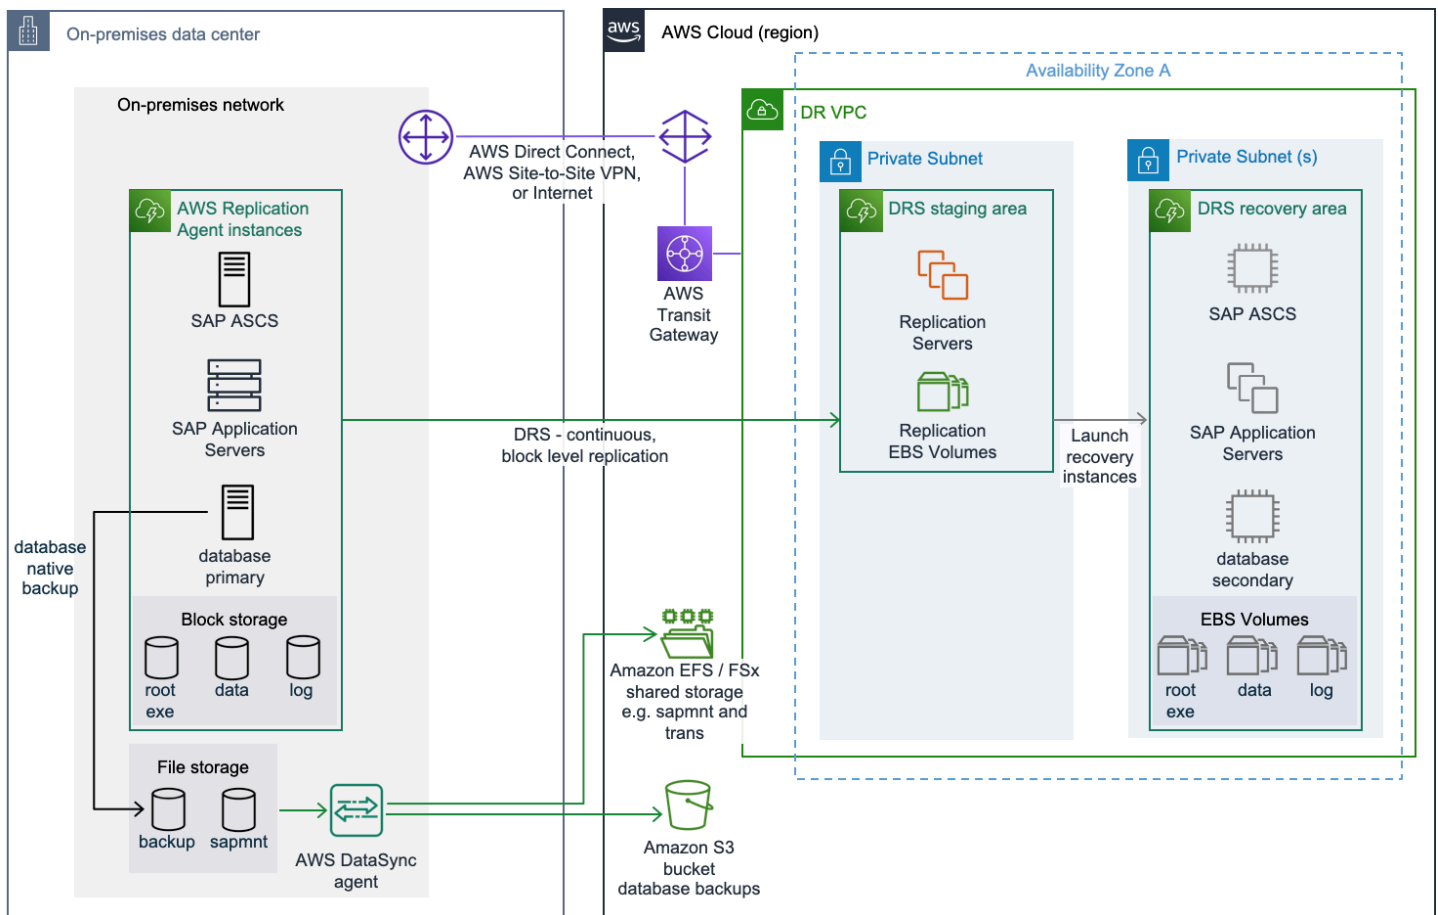 On-premises data center
On-premises network
AWS Replication
Agent instances
SAP ASCS
SAP Application
Servers
database
primary
database
native
backup
Block storage
root
exe
data
log
File storage
backup
sapmnt
AWS DataSync
agent
AWS Direct Connect,
AWS Site-to-Site VPN,
or Internet
DRS - continuous,
block level replication
aws
AWS Cloud (region)
AWS
Transit
Gateway
Amazon EFS / FSx
shared storage
e.g. sapmnt and
trans
Amazon S3
bucket
database backups
Availability Zone A
DR VPC
Private Subnet
DRS staging area
Replication
Servers
Replication
EBS Volumes
Launch
recovery
instances
Private Subnet (s)
DRS recovery area
SAP ASCS
SAP Application
Servers
database
secondary
EBS Volumes
root
exe
data
log